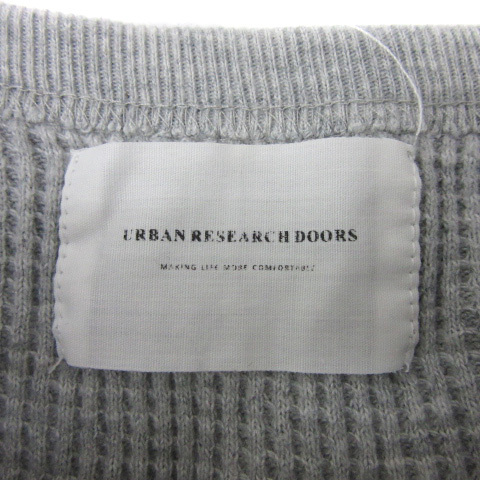 URBAN RESEARCH DOORS
MAKING LIFE MORE COMFORTABLE